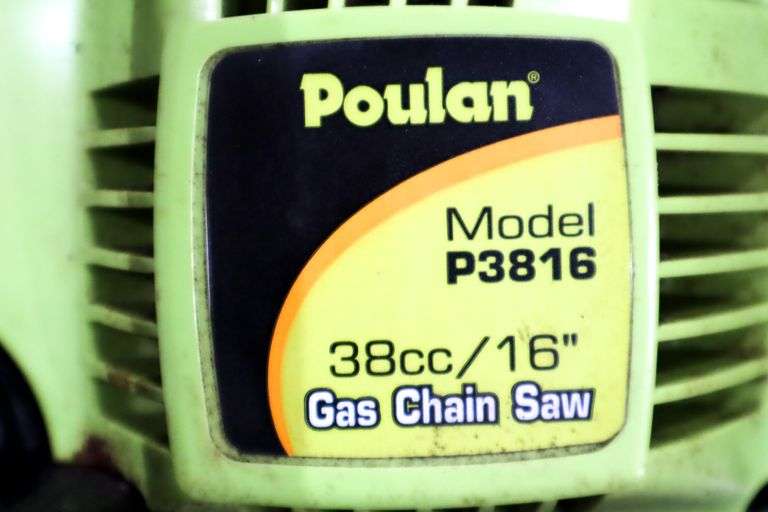 Poulan®
Model
P3816
38cc/16"
Gas Chain Saw